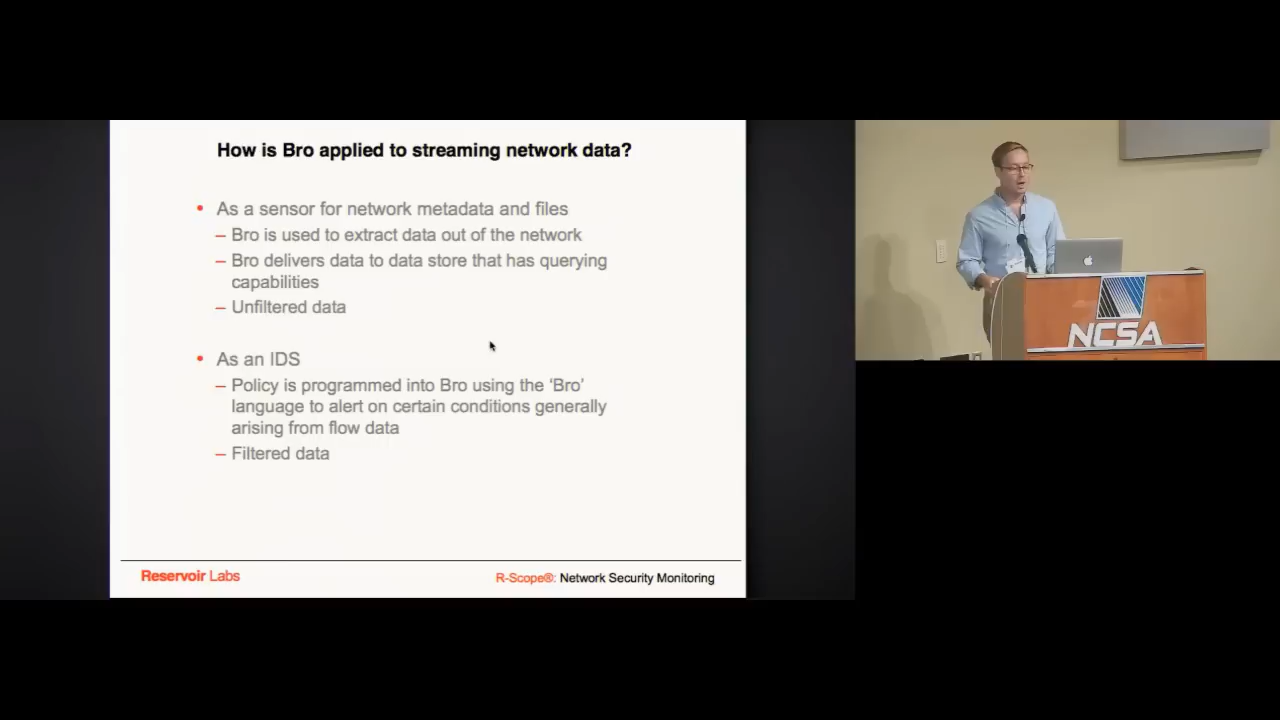 How is Bro applied to streaming network data?
• As a sensor for network metadata and files
– Bro is used to extract data out of the network
– Bro delivers data to data store that has querying
capabilities
– Unfiltered data
• As an IDS
– Policy is programmed into Bro using the ‘Bro’
language to alert on certain conditions generally
arising from flow data
– Filtered data
Reservoir Labs
R-Scope®: Network Security Monitoring
NCSA